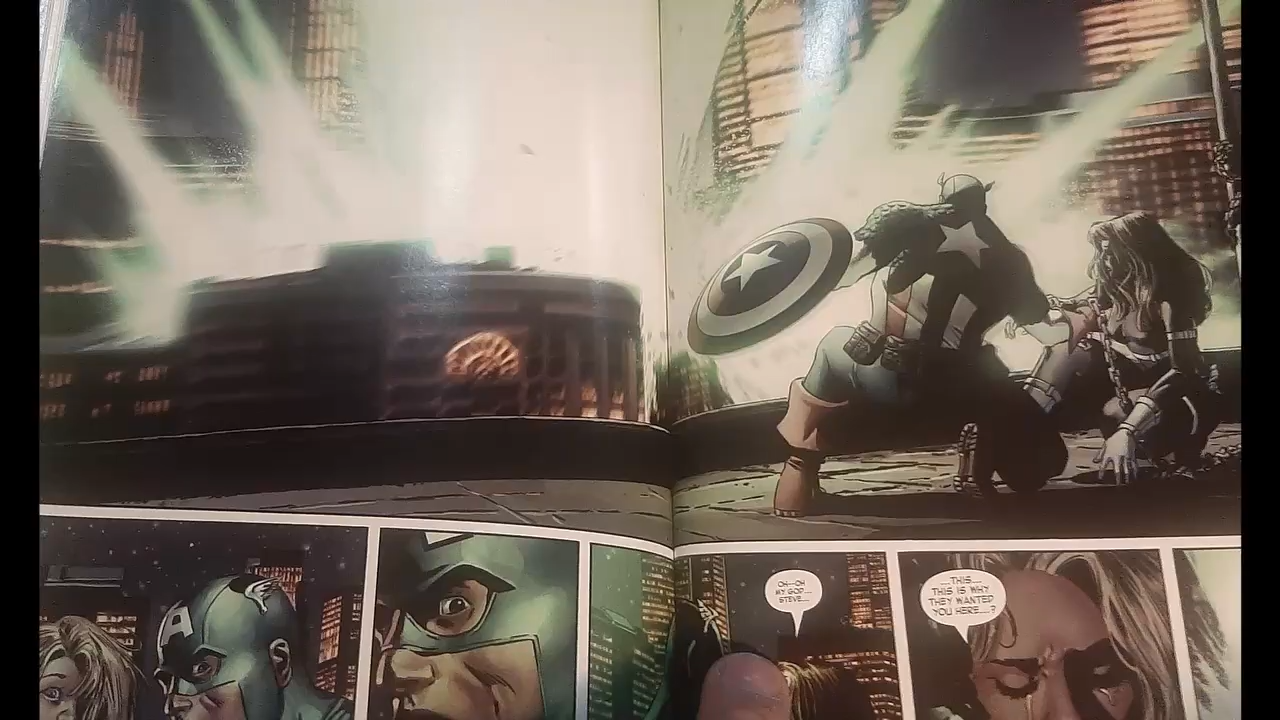 A
OH--OH
MY GOD...
STEVE...
...THIS...
THIS IS WHY
THEY WANTED
YOU HERE...?